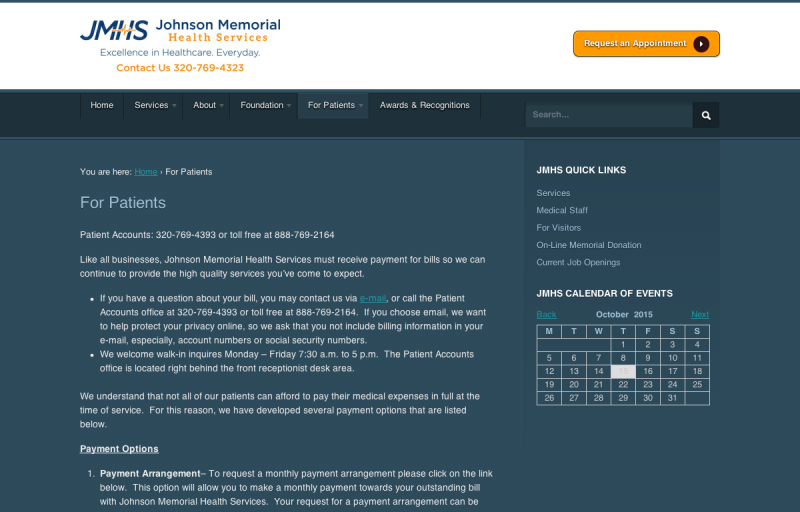 JMHS Johnson Memorial
Health Services
Excellence in Healthcare. Everyday.
Contact Us 320-769-4323
Request an Appointment
Home Services About Foundation For Patients Awards & Recognitions
Search...
You are here: Home › For Patients
For Patients
Patient Accounts: 320-769-4393 or toll free at 888-769-2164
Like all businesses, Johnson Memorial Health Services must receive payment for bills so we can
continue to provide the high quality services you've come to expect.
• If you have a question about your bill, you may contact us via e-mail, or call the Patient
Accounts office at 320-769-4393 or toll free at 888-769-2164. If you choose email, we want
to help protect your privacy online, so we ask that you not include billing information in your
e-mail, especially, account numbers or social security numbers.
• We welcome walk-in inquires Monday – Friday 7:30 a.m. to 5 p.m. The Patient Accounts
office is located right behind the front receptionist desk area.
We understand that not all of our patients can afford to pay their medical expenses in full at the
time of service. For this reason, we have developed several payment options that are listed
below.
Payment Options
1. Payment Arrangement– To request a monthly payment arrangement please click on the link
below. This option will allow you to make a monthly payment towards your outstanding bill
with Johnson Memorial Health Services. Your request for a payment arrangement can be
JMHS QUICK LINKS
Services
Medical Staff
For Visitors
On-Line Memorial Donation
Current Job Openings
JMHS CALENDAR OF EVENTS
Back October 2015 Next
M T W T F S S
1 2 3 4
5 6 7 8 9 10 11
12 13 14 15 16 17 18
19 20 21 22 23 24 25
26 27 28 29 30 31